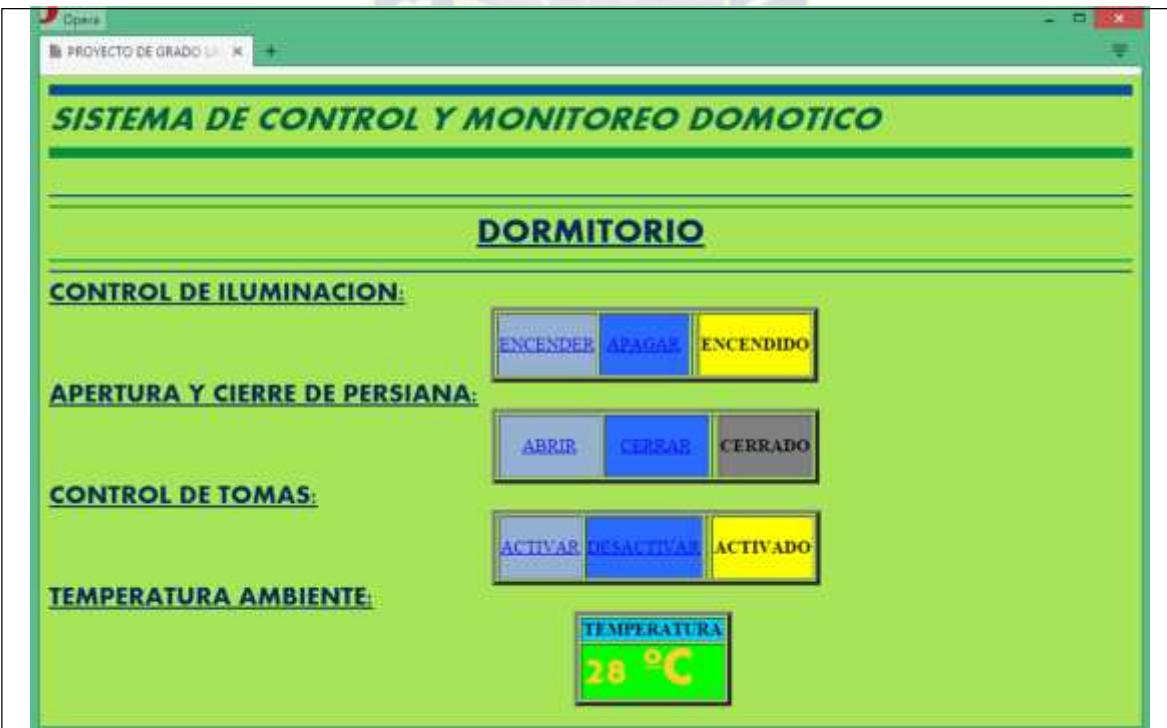 Opera
PROYECTO DE GRADO
SISTEMA DE CONTROL Y MONITOREO DOMOTICO
DORMITORIO
CONTROL DE ILUMINACION:
ENCENDER APAGAR ENCENDIDO
APERTURA Y CIERRE DE PERSIANA:
ABRIR CERRAR CERRADO
CONTROL DE TOMAS:
ACTIVAR DESACTIVAR ACTIVADO
TEMPERATURA AMBIENTE:
TEMPERATURA
28 ºC